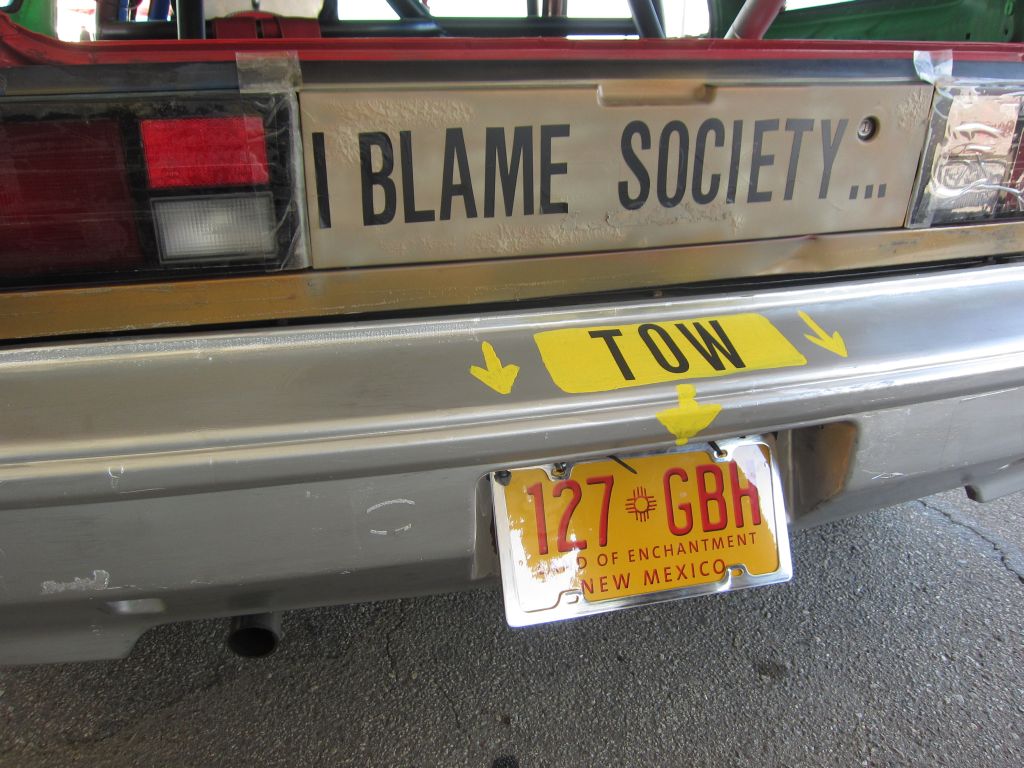 I BLAME SOCIETY...
TOW
127 GBH
D OF ENCHANTMENT
NEW MEXICO